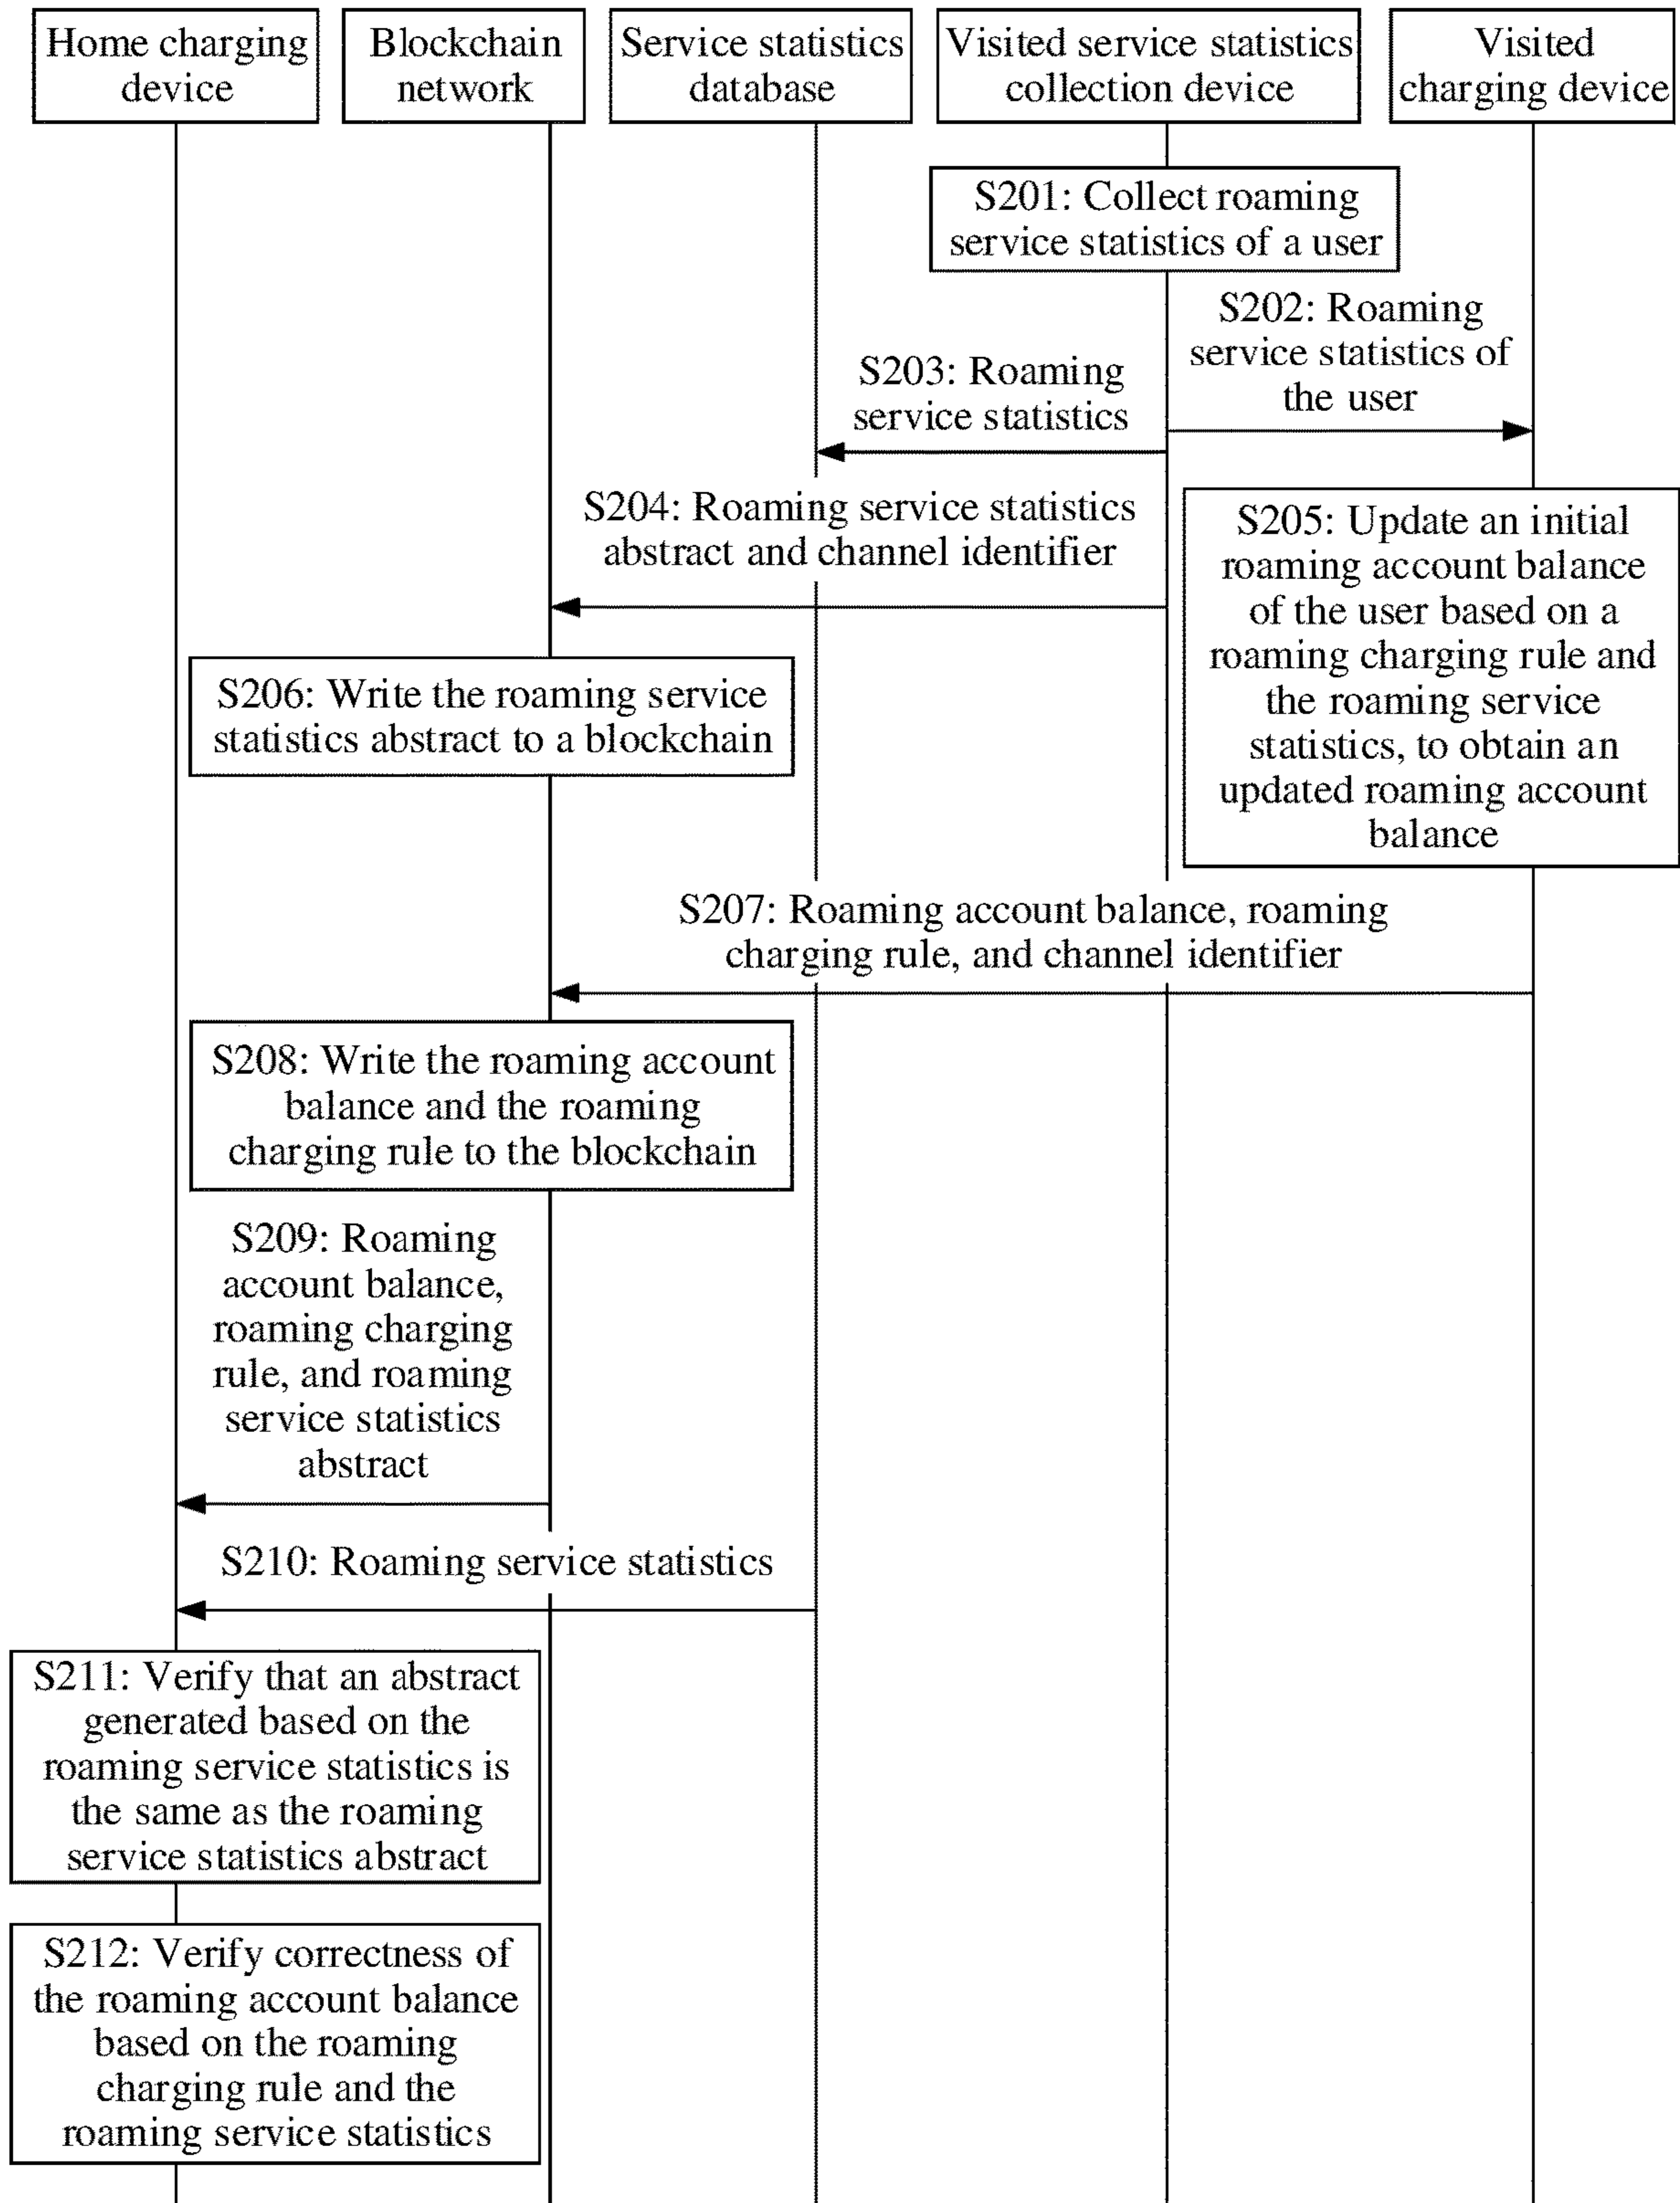 Home charging
device
Blockchain
network
Service statistics
database
Visited service statistics
collection device
Visited
charging device
S201: Collect roaming
service statistics of a user
S202: Roaming
service statistics of
the user
S203: Roaming
service statistics
S204: Roaming service statistics
abstract and channel identifier
S205: Update an initial
roaming account balance
of the user based on a
roaming charging rule and
the roaming service
statistics, to obtain an
updated roaming account
balance
S206: Write the roaming service
statistics abstract to a blockchain
S207: Roaming account balance, roaming
charging rule, and channel identifier
S208: Write the roaming account
balance and the roaming
charging rule to the blockchain
S209: Roaming
account balance,
roaming charging
rule, and roaming
service statistics
abstract
S210: Roaming service statistics
S211: Verify that an abstract
generated based on the
roaming service statistics is
the same as the roaming
service statistics abstract
S212: Verify correctness of
the roaming account balance
based on the roaming
charging rule and the
roaming service statistics